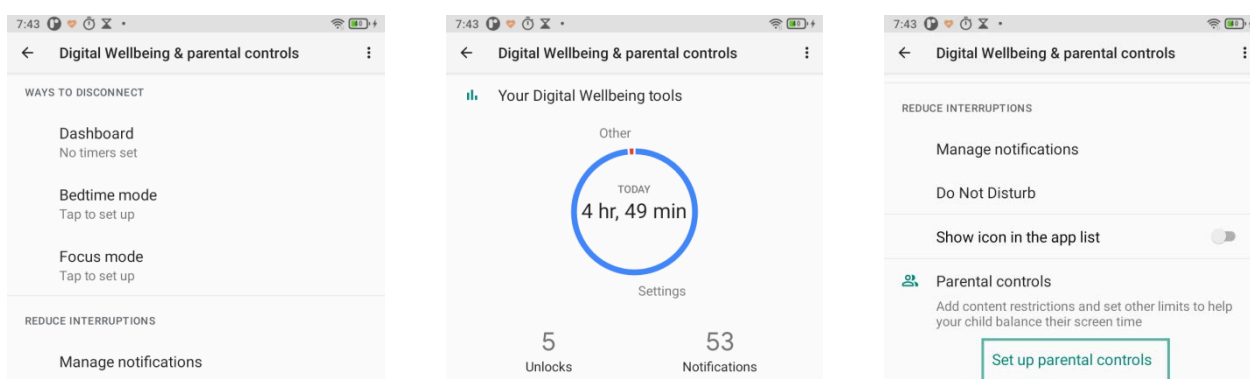 7:43
Digital Wellbeing & parental controls
WAYS TO DISCONNECT
Dashboard
No timers set
Bedtime mode
Tap to set up
Focus mode
Tap to set up
REDUCE INTERRUPTIONS
Manage notifications
7:43
Digital Wellbeing & parental controls
Your Digital Wellbeing tools
Other
TODAY
4 hr, 49 min
Settings
5
Unlocks
53
Notifications
7:43
Digital Wellbeing & parental controls
REDUCE INTERRUPTIONS
Manage notifications
Do Not Disturb
Show icon in the app list
Parental controls
Add content restrictions and set other limits to help
your child balance their screen time
Set up parental controls